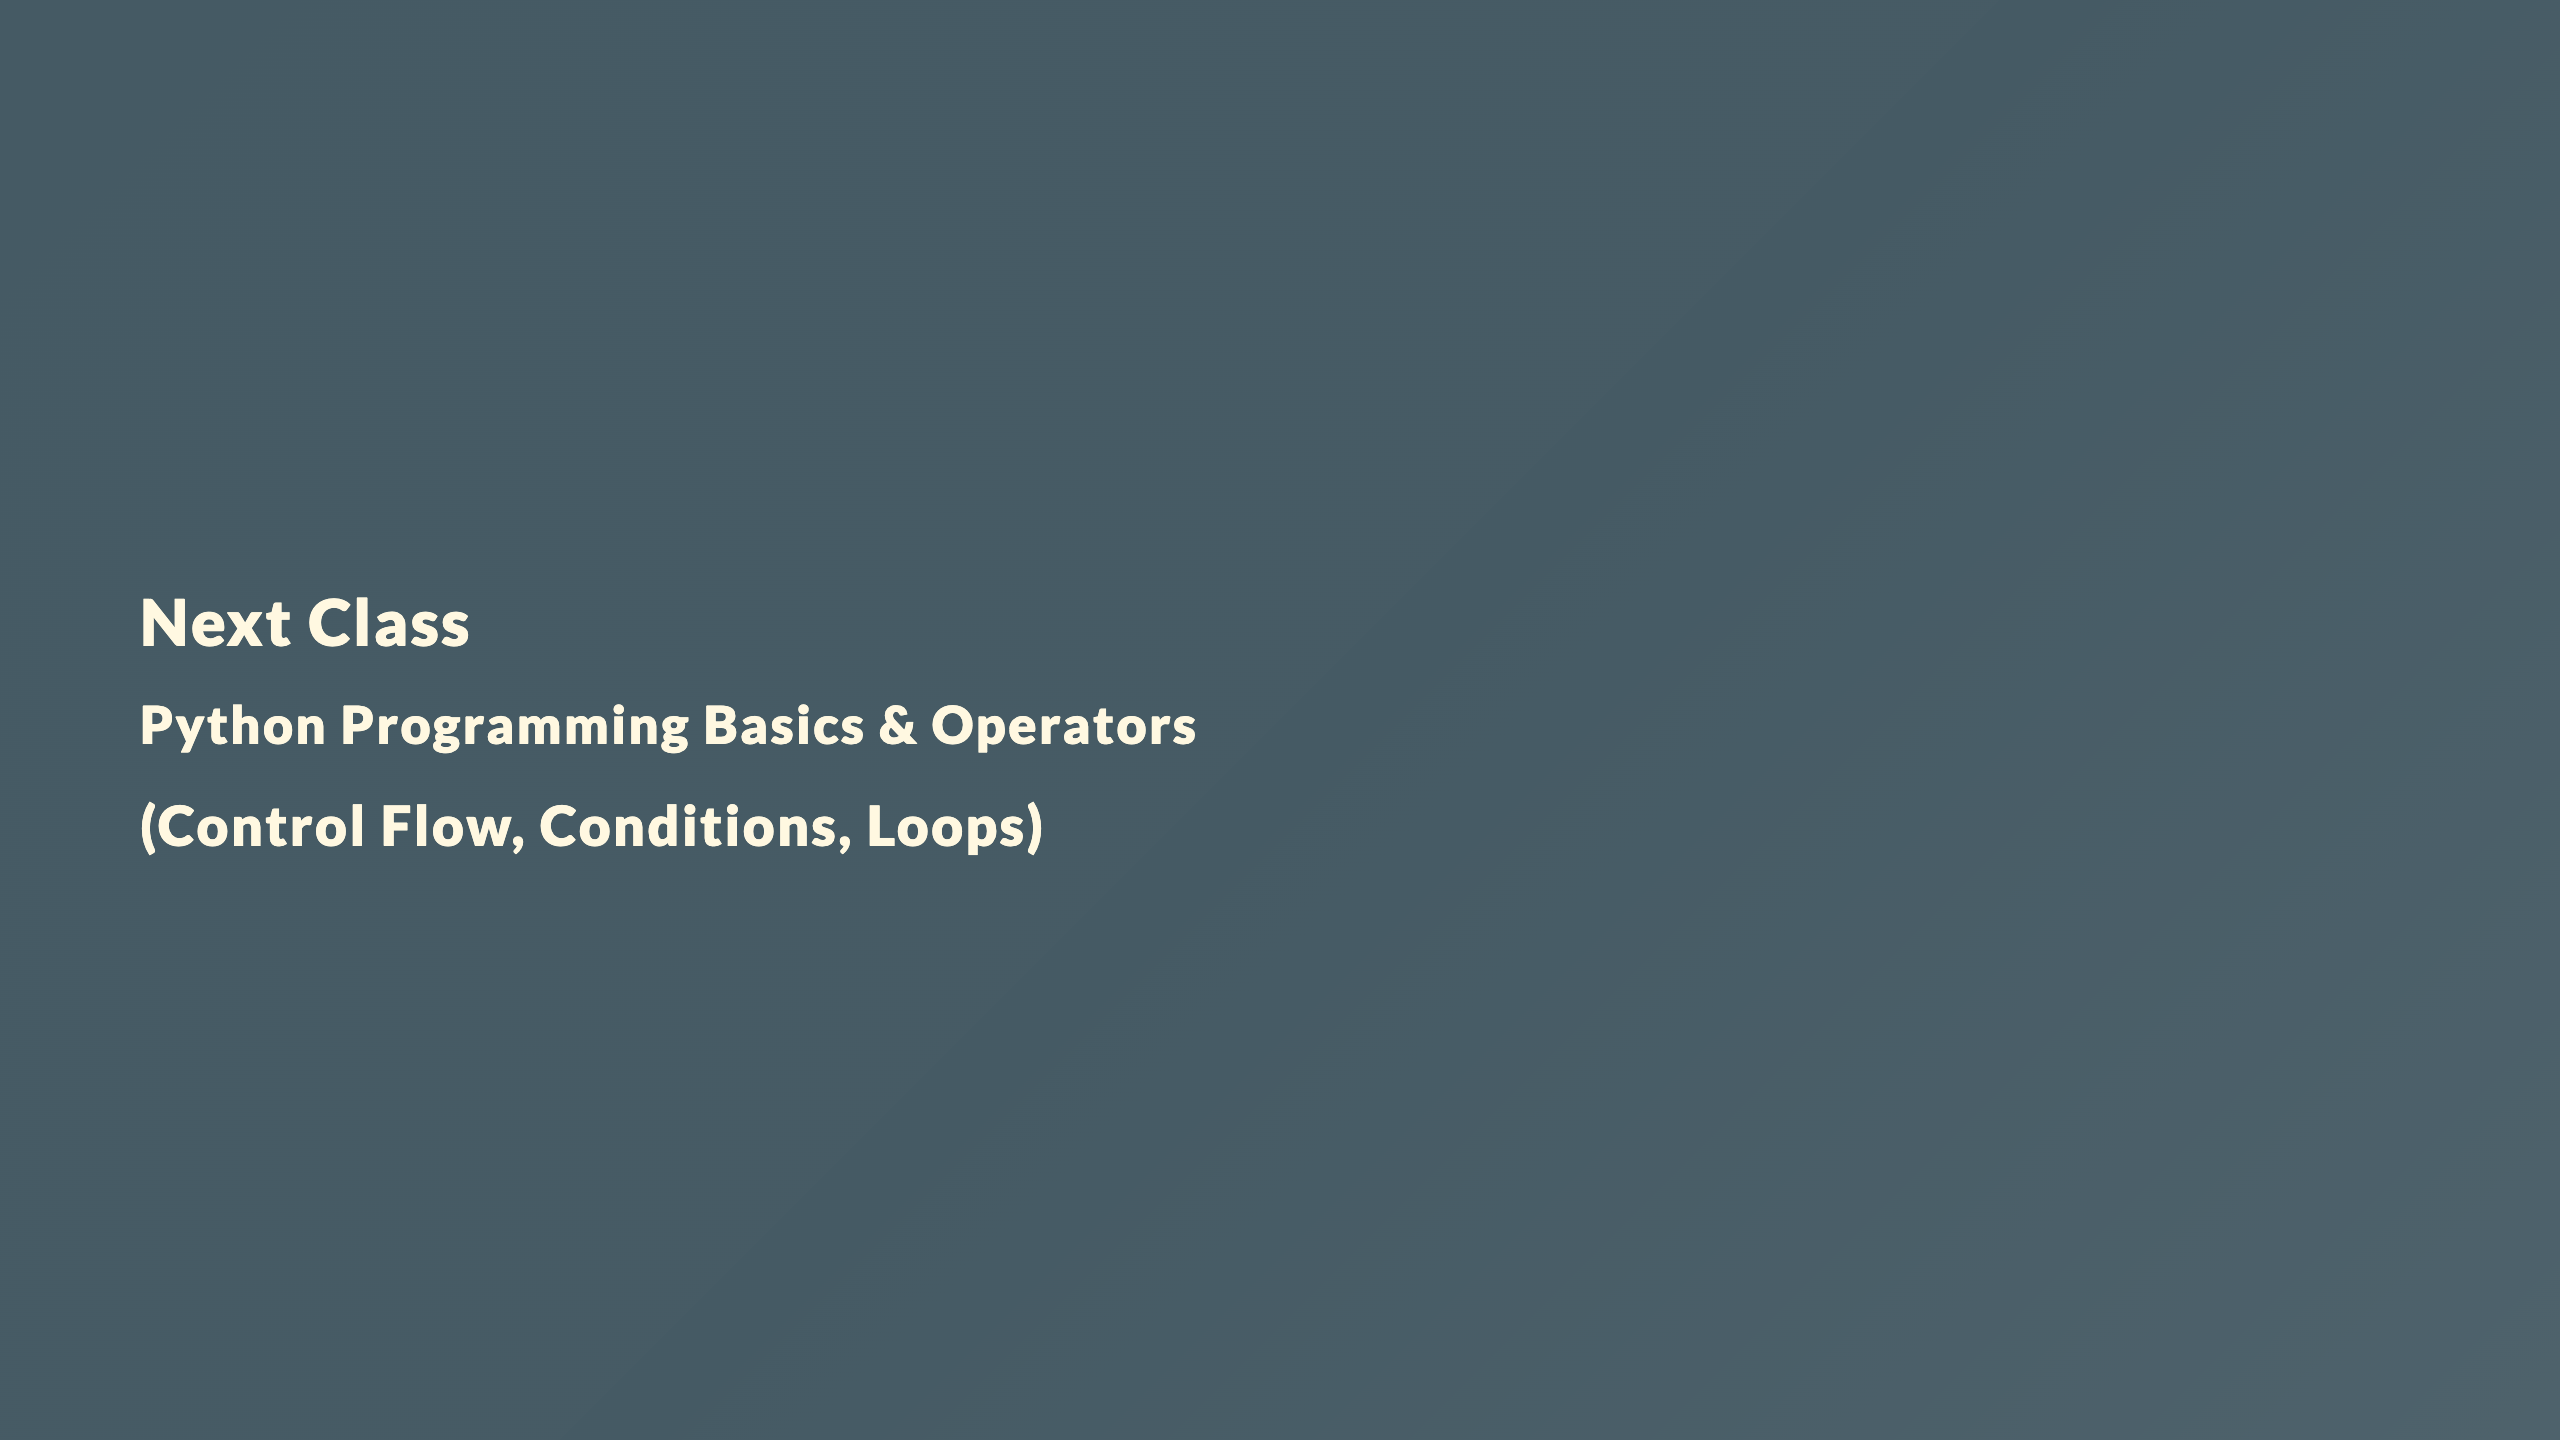 Next Class
Python Programming Basics & Operators
(Control Flow, Conditions, Loops)